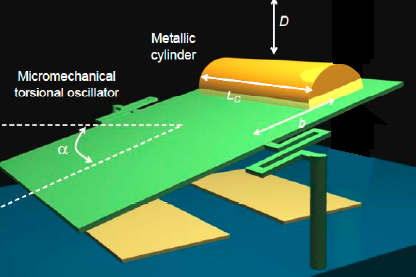 D
Metallic
cylinder
Micromechanical
torsional oscillator
L_C
b
α